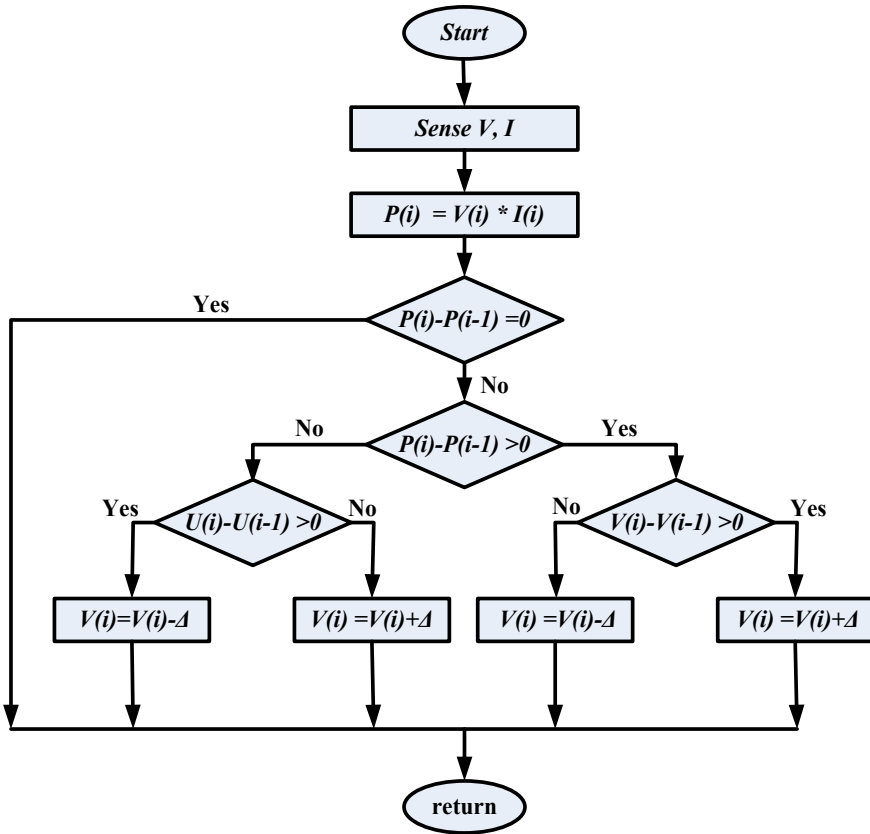 Start
Sense V, I
P(i) = V(i) * I(i)
Yes
P(i)-P(i-1) =0
No
No
P(i)-P(i-1) >0
Yes
Yes
U(i)-U(i-1) >0
No
No
V(i)-V(i-1) >0
Yes
V(i)=V(i)-Δ
V(i) =V(i)+Δ
V(i) =V(i)-Δ
V(i) =V(i)+Δ
return